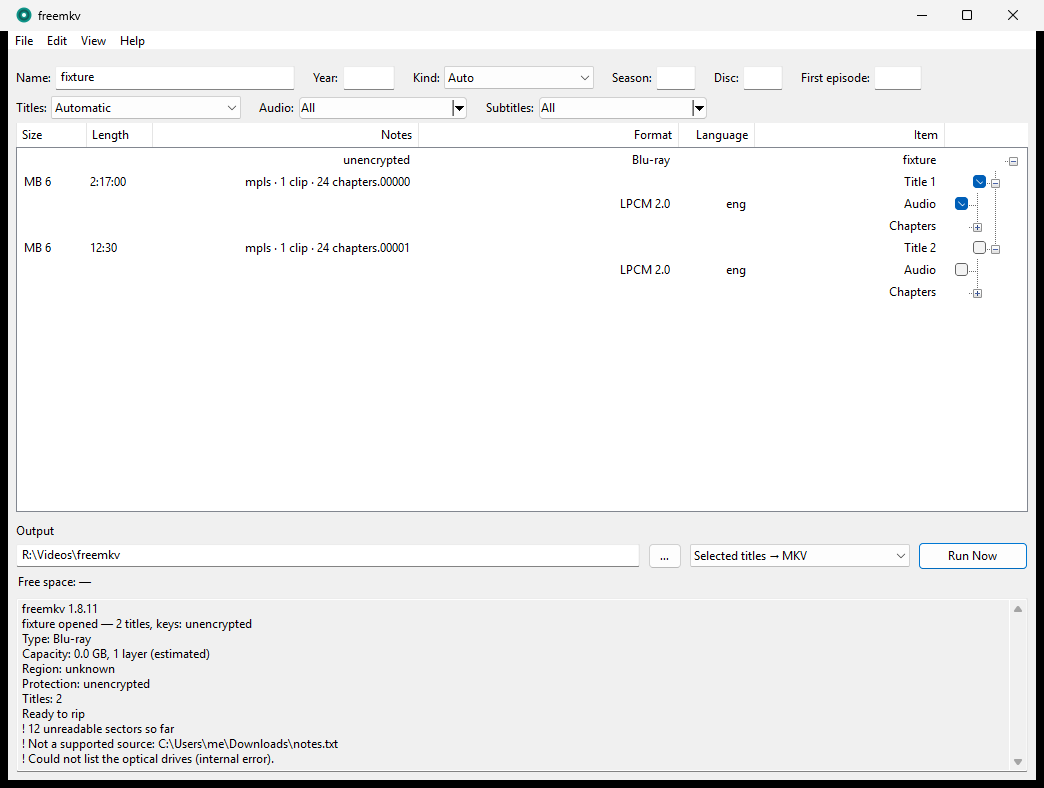 freemkv
File Edit View Help
Name: fixture Year: Kind: Auto Season: Disc: First episode:
Titles: Automatic Audio: All Subtitles: All
Size Length Notes Format Language Item
unencrypted Blu-ray fixture
MB 6 2:17:00 mpls · 1 clip · 24 chapters.00000 Title 1
LPCM 2.0 eng Audio
Chapters
MB 6 12:30 mpls · 1 clip · 24 chapters.00001 Title 2
LPCM 2.0 eng Audio
Chapters
Output
R:\Videos\freemkv ... Selected titles → MKV Run Now
Free space: —
freemkv 1.8.11
fixture opened — 2 titles, keys: unencrypted
Type: Blu-ray
Capacity: 0.0 GB, 1 layer (estimated)
Region: unknown
Protection: unencrypted
Titles: 2
Ready to rip
! 12 unreadable sectors so far
! Not a supported source: C:\Users\me\Downloads\notes.txt
! Could not list the optical drives (internal error).